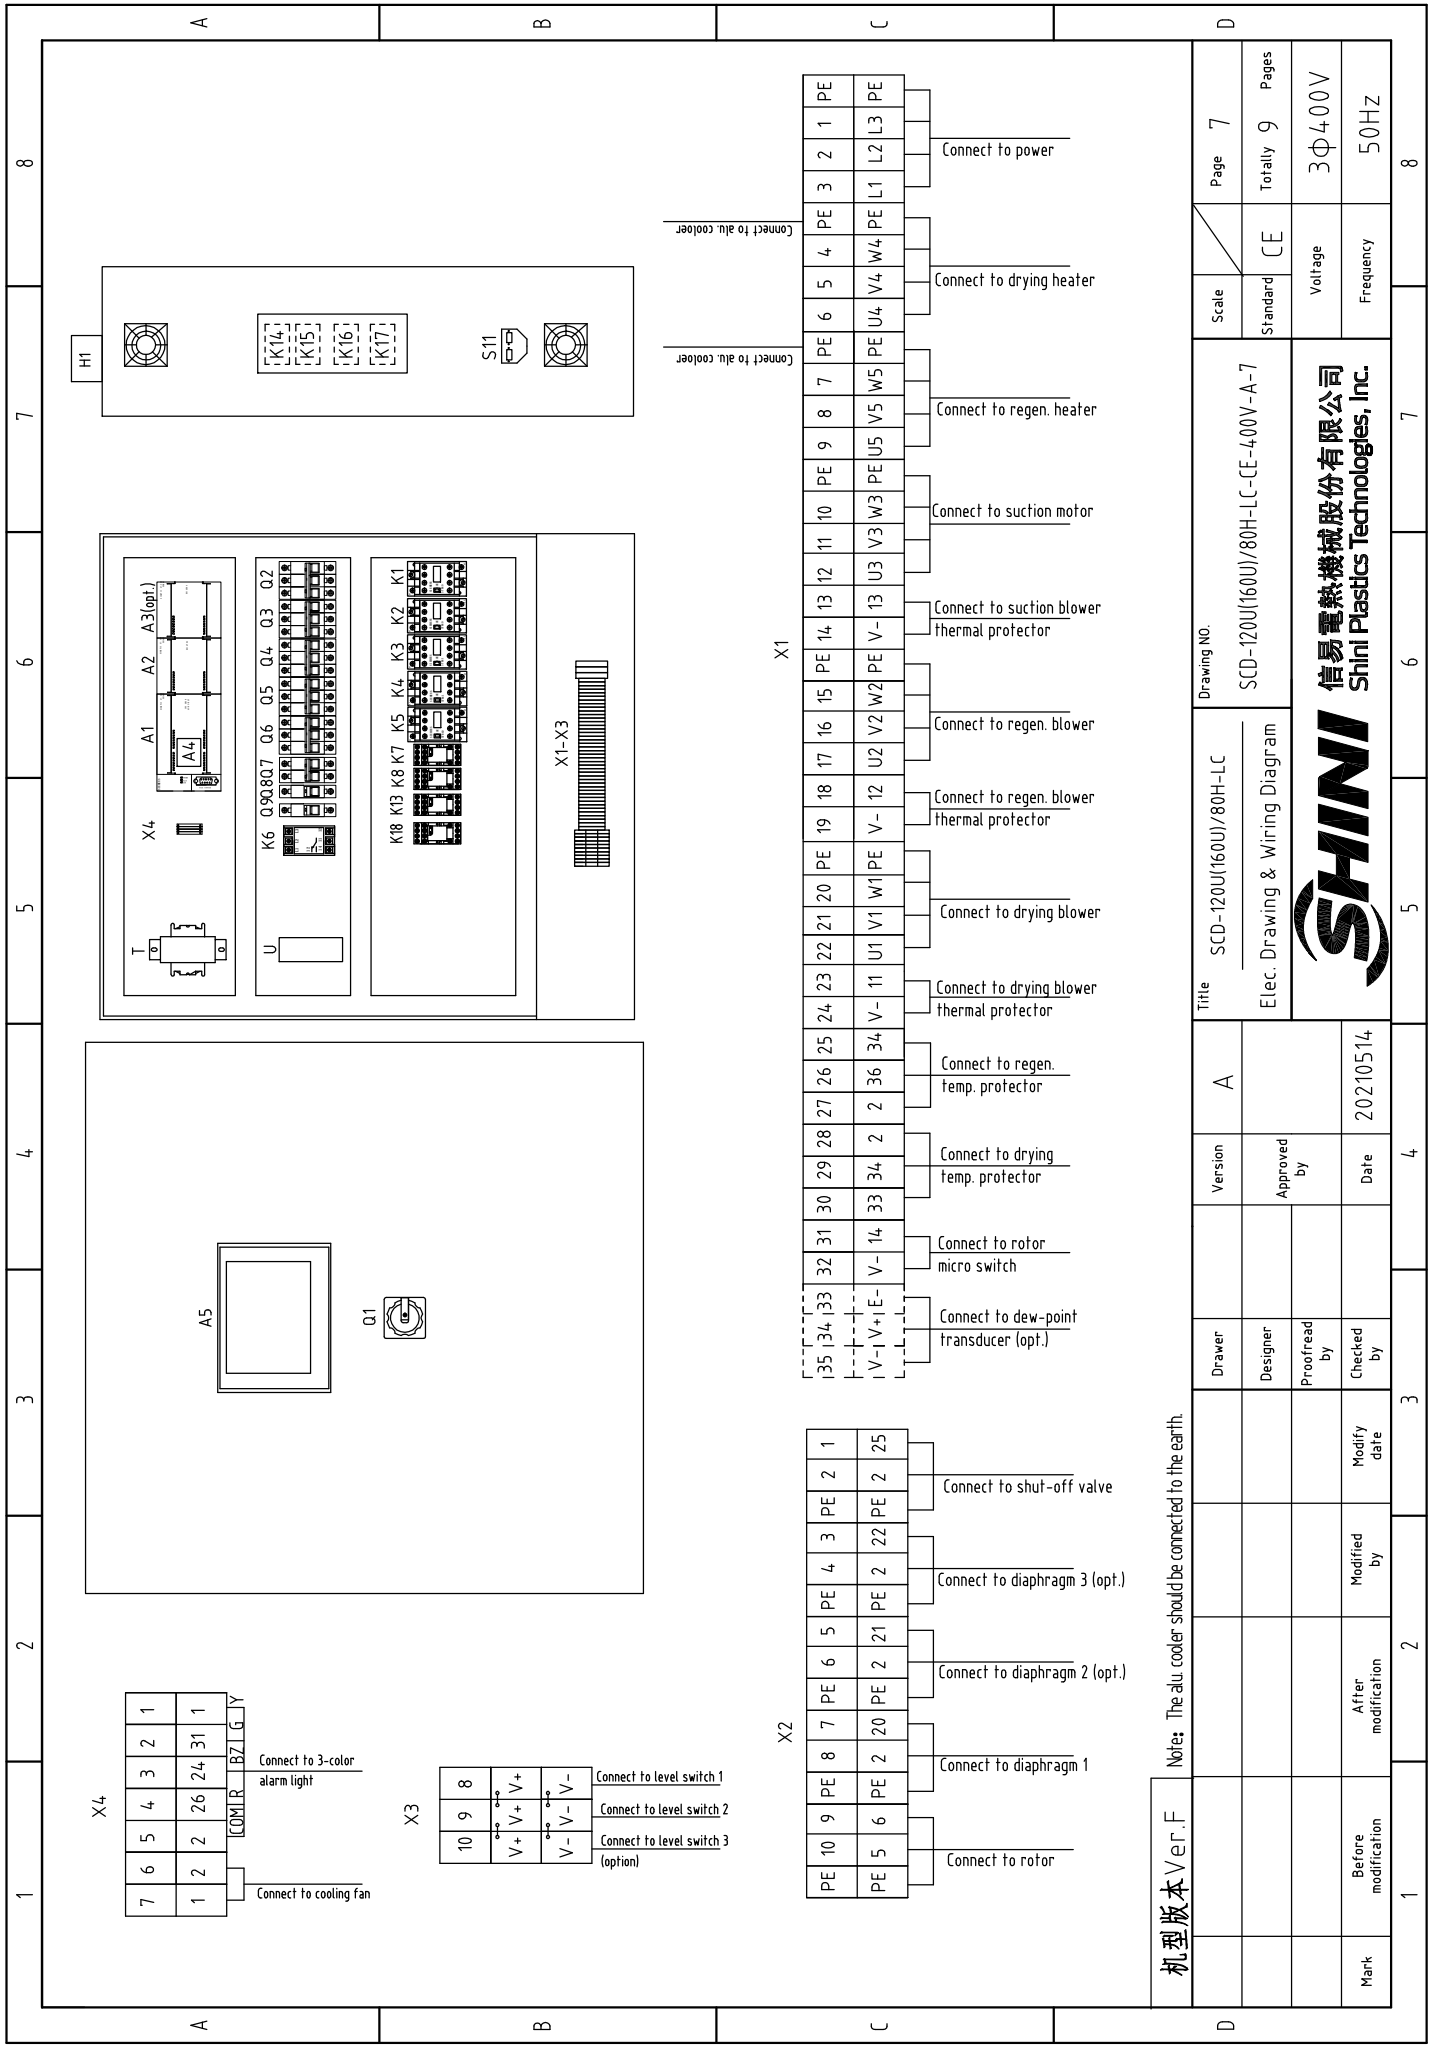 1 2 3 4 5 6 7 8
A
B
C
D
A
B
C
D
1 2 3 4 5 6 7 8
X4
7 6 5 4 3 2 1
1 2 2 26 24 31 1
COM R BZ G Y
Connect to cooling fan
Connect to 3-color
alarm light
X3
10 9 8
V+ V+ V+
V- V- V-
Connect to level switch 1
Connect to level switch 2
Connect to level switch 3
(option)
A5
Q1
T
X4
A1
A2
A3(opt.)
A4
U
K6
Q9 Q8 Q7 Q6 Q5 Q4 Q3 Q2
K18 K13 K8 K7 K5 K4 K3 K2 K1
X1-X3
H1
K14
K15
K16
K17
S11
Connect to alu. cooloer
Connect to alu. cooloer
X2
PE 10 9 PE 8 7 PE 6 5 PE 4 3 PE 2 1
PE 5 6 PE 2 20 PE 2 21 PE 2 22 PE 2 25
Connect to rotor
Connect to diaphragm 1
Connect to diaphragm 2 (opt.)
Connect to diaphragm 3 (opt.)
Connect to shut-off valve
X1
35 34 33 32 31 30 29 28 27 26 25 24 23 22 21 20 PE 19 18 17 16 15 PE 14 13 12 11 10 PE 9 8 7 PE 6 5 4 PE 3 2 1 PE
V- V+ E- V- 14 33 34 2 2 36 34 V- 11 U1 V1 W1 PE V- 12 U2 V2 W2 PE V- 13 U3 V3 W3 PE U5 V5 W5 PE U4 V4 W4 PE L1 L2 L3 PE
Connect to dew-point
transducer (opt.)
Connect to rotor
micro switch
Connect to drying
temp. protector
Connect to regen.
temp. protector
Connect to drying blower
thermal protector
Connect to drying blower
Connect to regen. blower
thermal protector
Connect to regen. blower
Connect to suction blower
thermal protector
Connect to suction motor
Connect to regen. heater
Connect to drying heater
Connect to power
Note: The alu. cooler should be connected to the earth.
机型版本Ver.F
Mark
Before
modification
After
modification
Modified
by
Modify
date
Drawer
Designer
Proofread
by
Checked
by
Version
A
Approved
by
Date
20210514
Title
SCD-120U(160U)/80H-LC
Elec. Drawing & Wiring Diagram
Drawing NO.
SCD-120U(160U)/80H-LC-CE-400V-A-7
SHINI
信易電熱機械股份有限公司
Shini Plastics Technologies, Inc.
Scale
Page 7
Standard CE
Totally 9 Pages
Voltage
3Φ400V
Frequency
50HZ